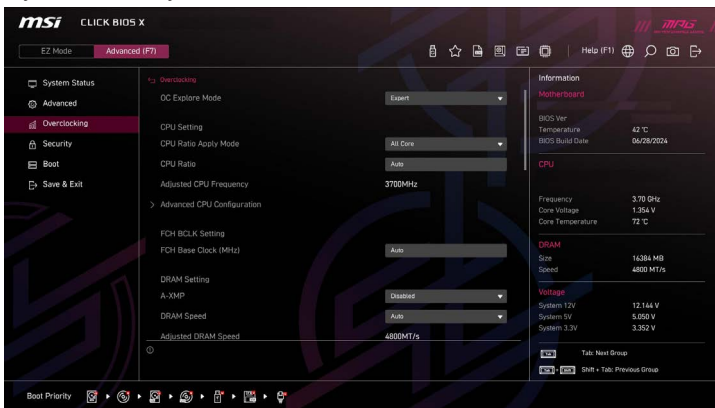 msi CLICK BIOS X
MRG
EZ Mode Advanced (F7)
Help (F1)
System Status
Advanced
Overclocking
Security
Boot
Save & Exit
Overclocking
OC Explore Mode Expert
CPU Setting
CPU Ratio Apply Mode All Core
CPU Ratio Auto
Adjusted CPU Frequency 3700MHz
Advanced CPU Configuration
FCH BCLK Setting
FCH Base Clock (MHz) Auto
DRAM Setting
A-XMP Disabled
DRAM Speed Auto
Adjusted DRAM Speed 4800MT/s
Information
Motherboard
BIOS Ver
Temperature 42 °C
BIOS Build Date 06/28/2024
CPU
Frequency 3.70 GHz
Core Voltage 1.354 V
Core Temperature 72 °C
DRAM
Size 16384 MB
Speed 4800 MT/s
Voltage
System 12V 12.144 V
System 5V 5.050 V
System 3.3V 3.352 V
Tab Tab: Next Group
Tab + Shift Shift + Tab: Previous Group
Boot Priority